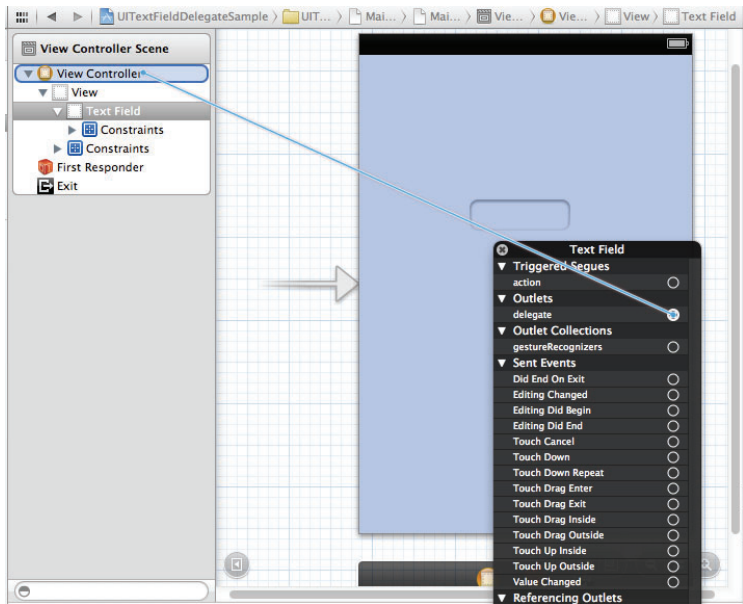 UITextFieldDelegateSample
UIT...
Mai...
Mai...
Vie...
Vie...
View
Text Field
View Controller Scene
View Controller
View
Text Field
Constraints
Constraints
First Responder
Exit
Text Field
Triggered Segues
action
Outlets
delegate
Outlet Collections
gestureRecognizers
Sent Events
Did End On Exit
Editing Changed
Editing Did Begin
Editing Did End
Touch Cancel
Touch Down
Touch Down Repeat
Touch Drag Enter
Touch Drag Exit
Touch Drag Inside
Touch Drag Outside
Touch Up Inside
Touch Up Outside
Value Changed
Referencing Outlets